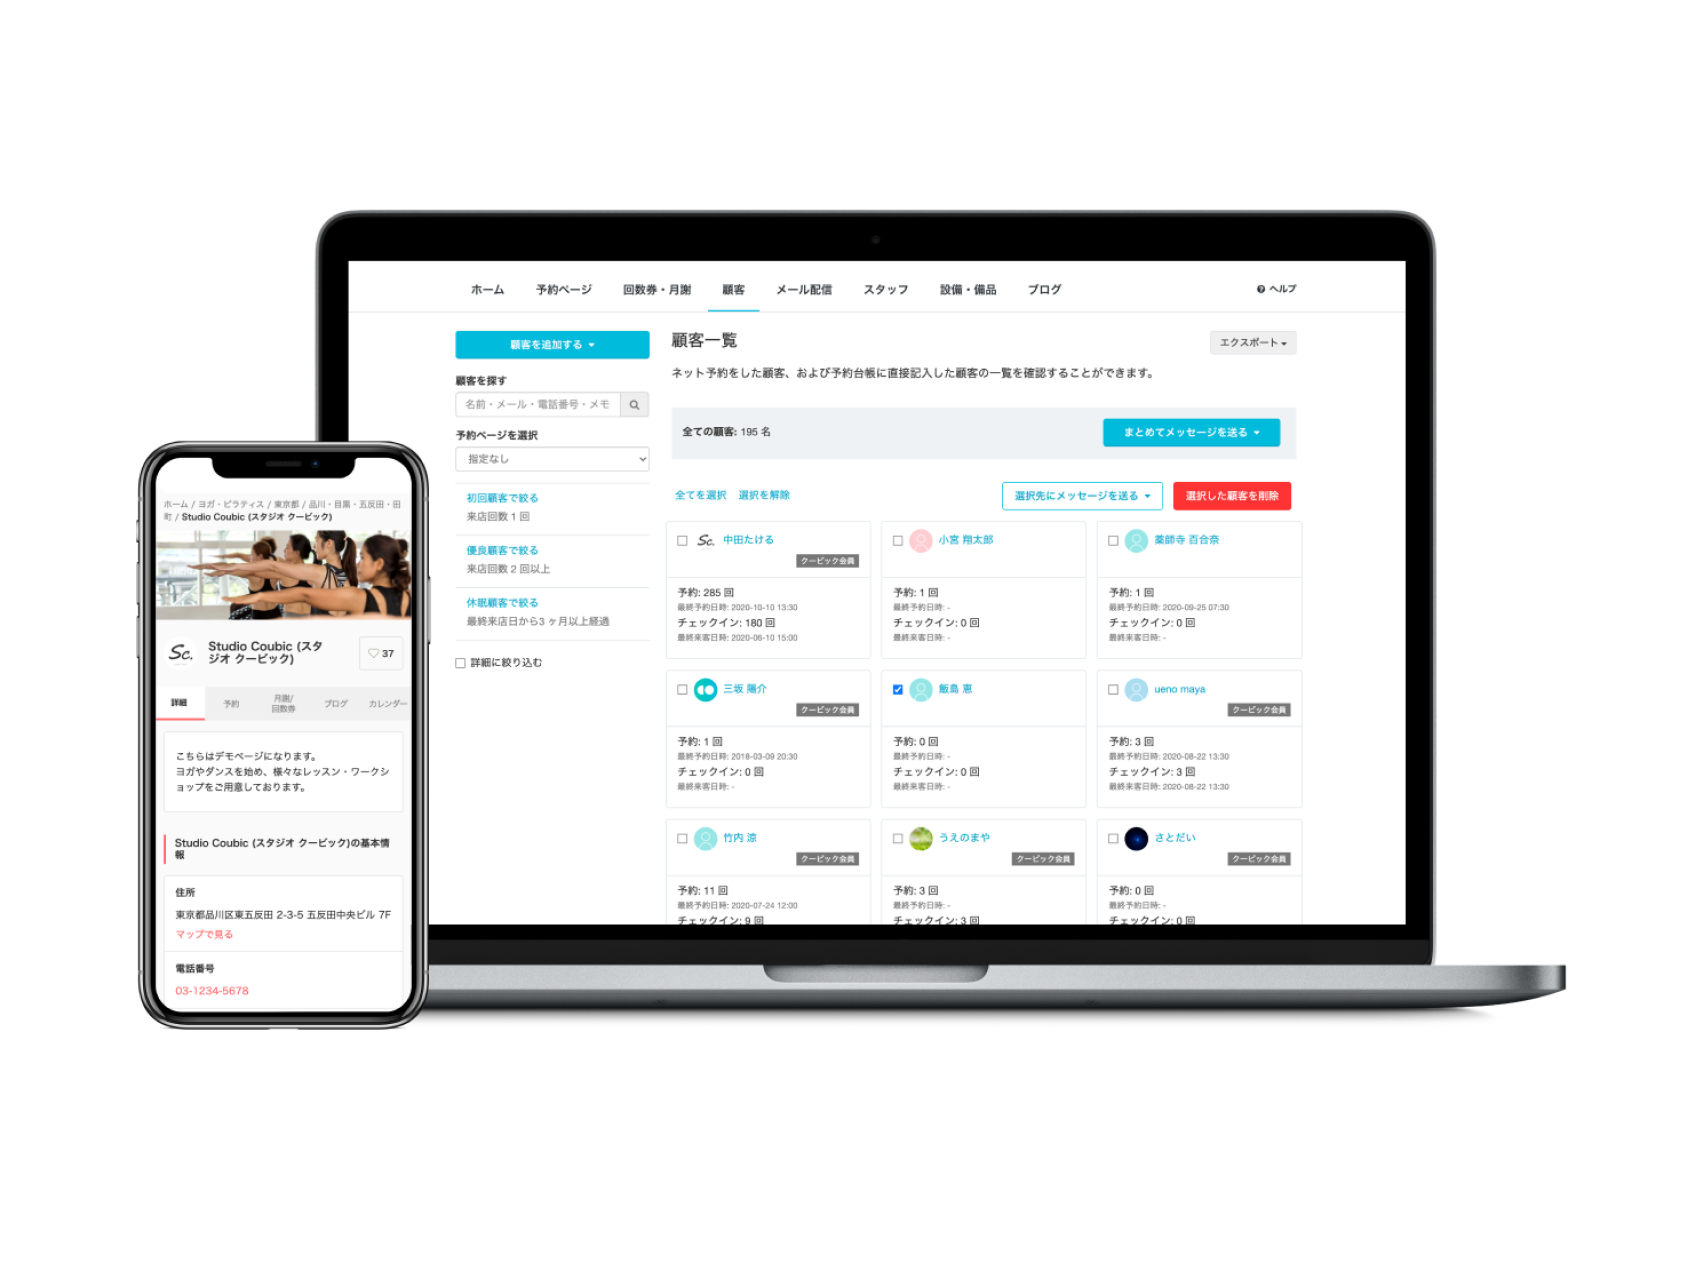 ホーム 予約ページ 回数券・月謝 顧客 メール配信 スタッフ 設備・備品 ブログ ヘルプ
顧客を追加する
顧客を探す
名前・メール・電話番号・メモ
予約ページを選択
指定なし
初回顧客で絞る
来店回数 1 回
優良顧客で絞る
来店回数 2 回以上
休眠顧客で絞る
最終来店日から3 ヶ月以上経過
詳細に絞り込む
顧客一覧
エクスポート
ネット予約をした顧客、および予約台帳に直接記入した顧客の一覧を確認することができます。
全ての顧客: 195 名
まとめてメッセージを送る
全てを選択 選択を解除
選択先にメッセージを送る
選択した顧客を削除
Sc. 中田たける
クービック会員
予約: 285 回
最終予約日時: 2020-10-10 13:30
チェックイン: 180 回
最終来客日時: 2020-06-10 15:00
小宮 翔太郎
予約: 1 回
最終予約日時: -
チェックイン: 0 回
最終来客日時: -
薬師寺 百合奈
予約: 1 回
最終予約日時: 2020-09-25 07:30
チェックイン: 0 回
最終来客日時: -
三坂 陽介
クービック会員
予約: 1 回
最終予約日時: 2018-03-09 20:30
チェックイン: 0 回
最終来客日時: -
飯島 恵
予約: 0 回
最終予約日時: -
チェックイン: 0 回
最終来客日時: -
ueno maya
クービック会員
予約: 3 回
最終予約日時: 2020-08-22 13:30
チェックイン: 3 回
最終来客日時: 2020-08-22 13:30
竹内 涼
クービック会員
予約: 11 回
最終予約日時: 2020-07-24 12:00
チェックイン: 9 回
うえのまや
クービック会員
予約: 3 回
最終予約日時: -
チェックイン: 3 回
さとだい
クービック会員
予約: 0 回
最終予約日時: -
チェックイン: 0 回
ホーム / ヨガ・ピラティス / 東京都 / 品川・目黒・五反田・田
町 / Studio Coubic (スタジオ クービック)
Sc.
Studio Coubic (スタ
ジオ クービック)
37
詳細 予約 月謝/ ブログ カレンダー
回数券
こちらはデモページになります。
ヨガやダンスを始め、様々なレッスン・ワークシ
ョップをご用意しております。
Studio Coubic (スタジオ クービック)の基本情
報
住所
東京都品川区東五反田 2-3-5 五反田中央ビル 7F
マップで見る
電話番号
03-1234-5678